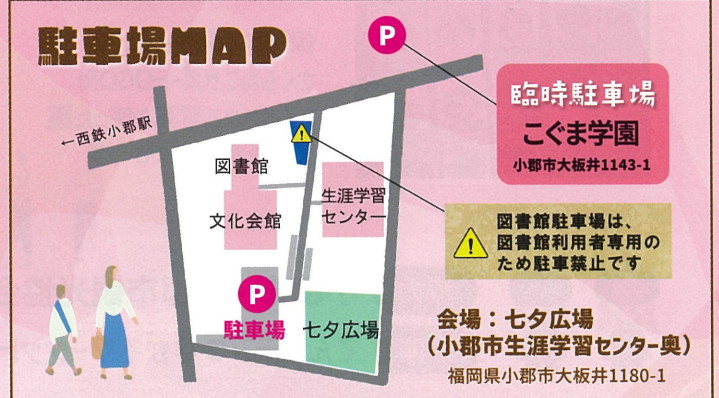 駐車場MAP
P
臨時駐車場
こぐま学園
小郡市大板井1143-1
←西鉄小郡駅
図書館
生涯学習
センター
文化会館
図書館駐車場は、
図書館利用者専用の
ため駐車禁止です
P
駐車場
七夕広場
会場：七夕広場
（小郡市生涯学習センター奥）
福岡県小郡市大板井1180-1